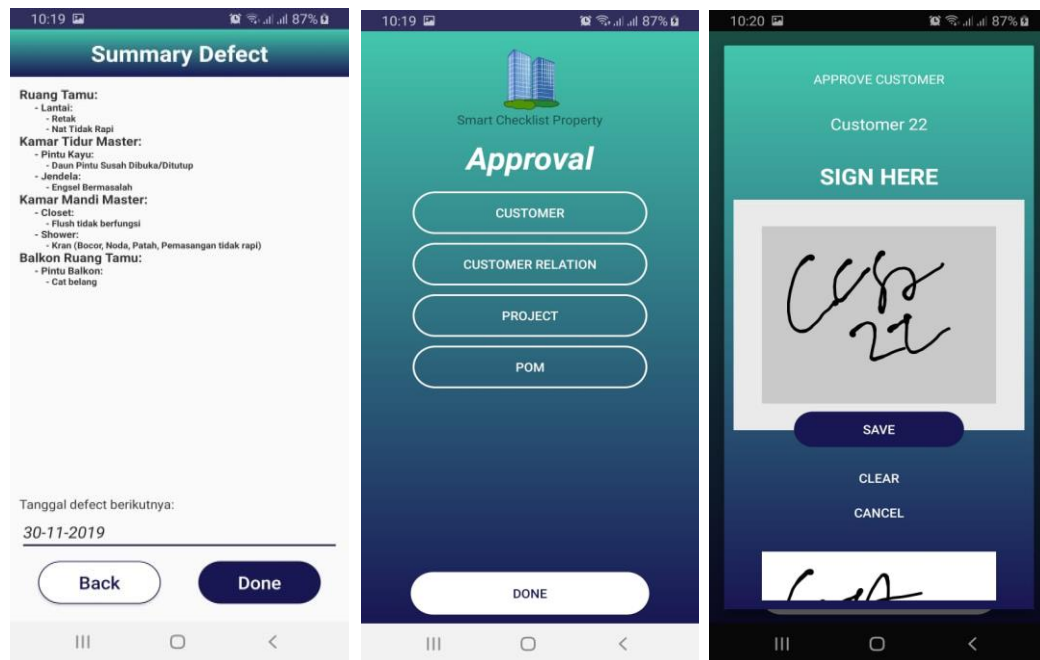 10:19 87%
Summary Defect
Ruang Tamu:
- Lantai:
- Retak
- Nat Tidak Rapi
Kamar Tidur Master:
- Pintu Kayu:
- Daun Pintu Susah Dibuka/Ditutup
- Jendela:
- Engsel Bermasalah
Kamar Mandi Master:
- Closet:
- Flush tidak berfungsi
- Shower:
- Kran (Bocor, Noda, Patah, Pemasangan tidak rapi)
Balkon Ruang Tamu:
- Pintu Balkon:
- Cat belang
Tanggal defect berikutnya:
30-11-2019
Back Done
10:19 87%
Smart Checklist Property
Approval
CUSTOMER
CUSTOMER RELATION
PROJECT
POM
DONE
10:20 87%
APPROVE CUSTOMER
Customer 22
SIGN HERE
22
SAVE
CLEAR
CANCEL